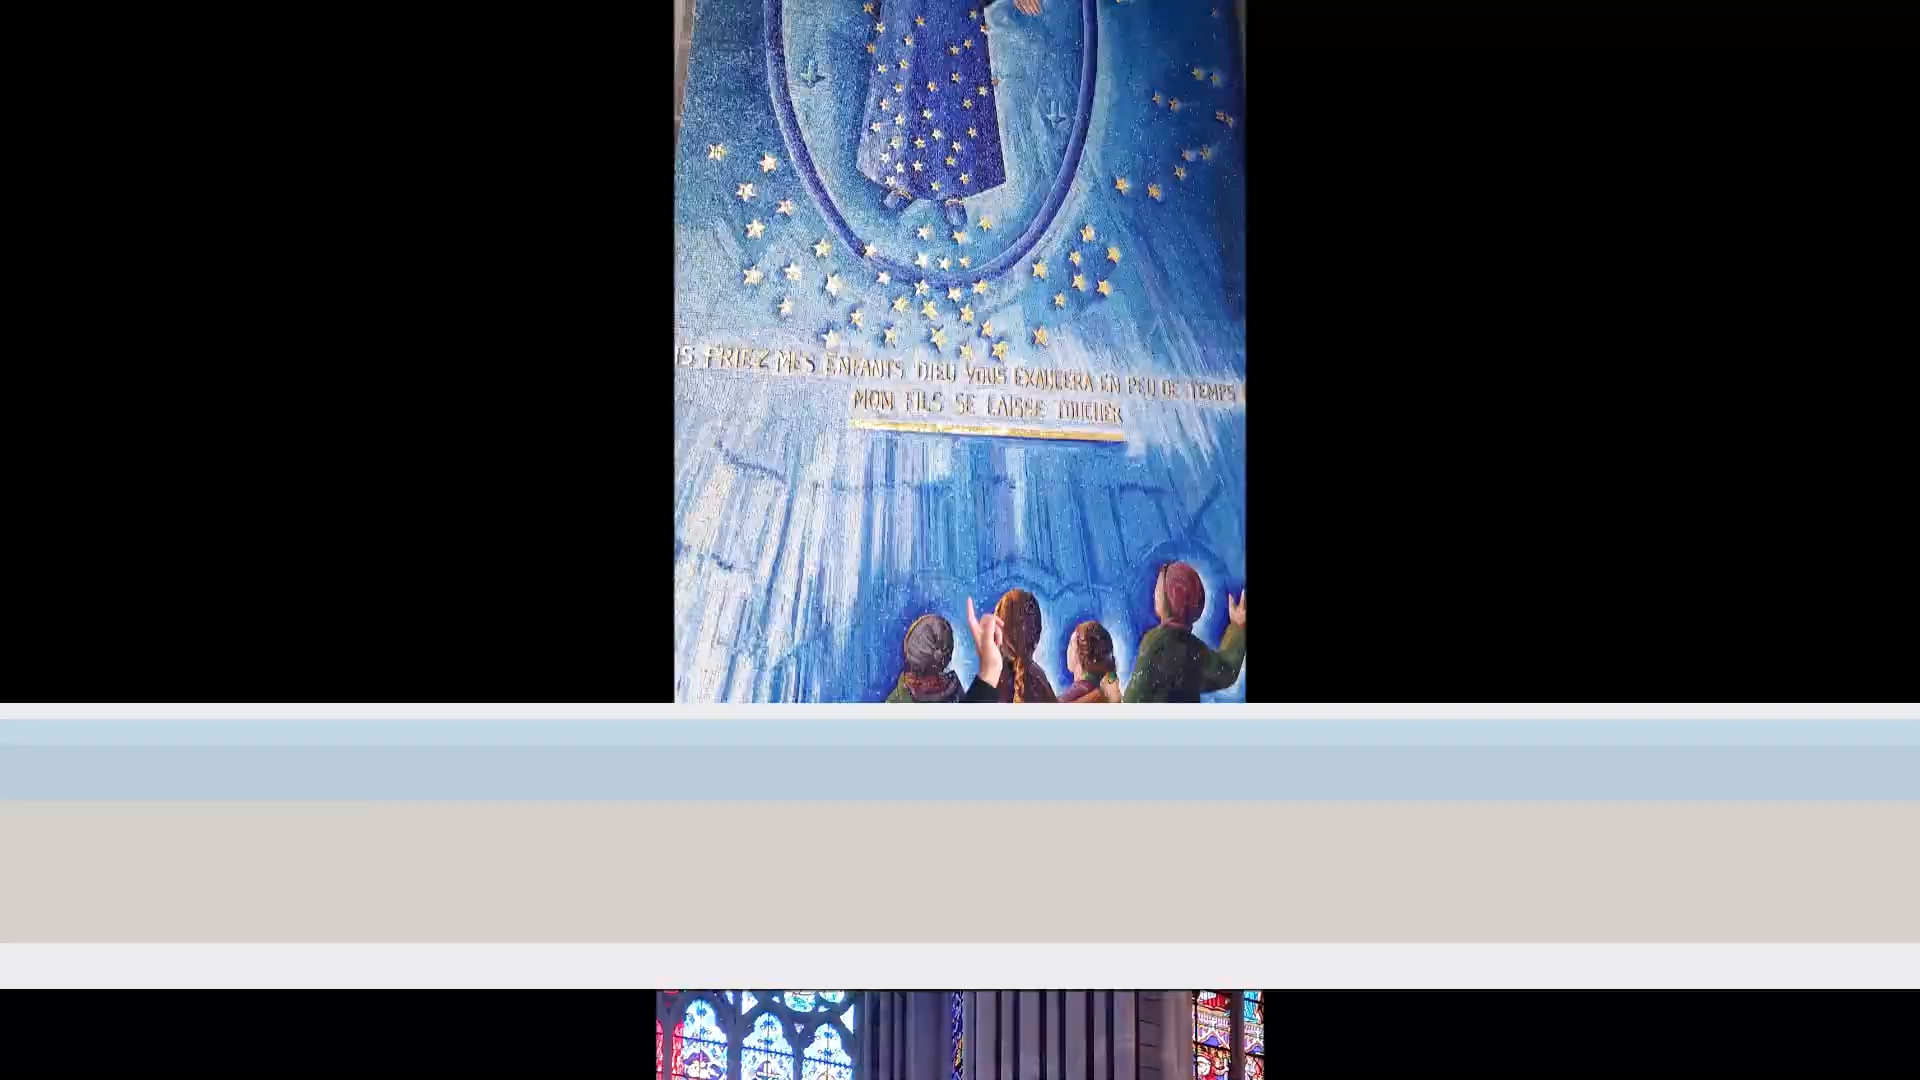 PRIEZ MES ENFANTS DIEU VOUS EXAUCERA EN PEU DE TEMPS
MON FILS SE LAISSE TOUCHER